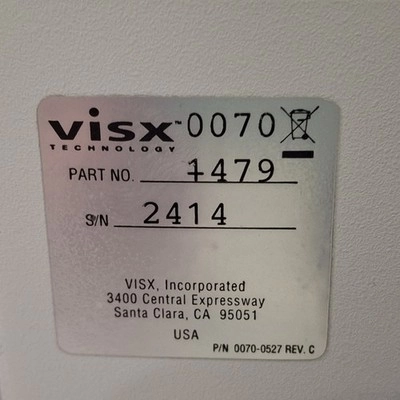 VISX™ 0070
TECHNOLOGY
PART NO. 1479
S/N 2414
VISX, Incorporated
3400 Central Expressway
Santa Clara, CA 95051
USA
P/N 0070-0527 REV. C